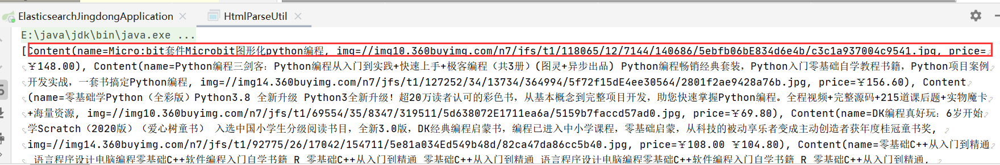 ElasticsearchJingdongApplication HtmlParseUtil
E:\java\jdk\bin\java.exe ...
[Content(name=Micro:bit套件Microbit图形化python编程, img=//img10.360buyimg.com/n7/jfs/t1/118065/12/7144/140686/5ebfb06bE834d6e4b/c3c1a937004c9541.jpg, price=
￥148.00), Content(name=Python编程三剑客：Python编程从入门到实践+快速上手+极客编程（共3册）(图灵+异步出品) Python编程畅销经典套装，Python入门零基础自学教程书籍，Python项目案例
开发实战，一套书搞定Python编程, img=//img14.360buyimg.com/n7/jfs/t1/127252/34/13734/364994/5f72f15dE4ee30564/2801f2ae9428a76b.jpg, price=￥156.60), Content
(name=零基础学Python（全彩版）Python3.8 全新升级 Python3全新升级！超20万读者认可的彩色书，从基本概念到完整项目开发，助您快速掌握Python编程。全程视频+完整源码+215道课后题+实物魔卡
+海量资源, img=//img10.360buyimg.com/n7/jfs/t1/69554/35/8347/319511/5d638072E1711ea6a/5159b7faccd57ad0.jpg, price=￥69.80), Content(name=DK编程真好玩：6岁开始
学Scratch（2020版）（爱心树童书） 入选中国小学生分级阅读书目，全新3.0版，DK经典编程启蒙书，编程已进入中小学课程，零基础启蒙，从科技的被动享乐者变成主动创造者获年度桂冠童书奖,
img=//img14.360buyimg.com/n7/jfs/t1/92775/26/17042/154711/5e81a034Ed549b48d/82ca47da86cc5b40.jpg, price=￥108.00 ￥104.80), Content(name=零基础C++从入门到精通
语言程序设计电脑编程零基础C++软件编程入门自学书籍 R 零基础C++从入门到精通 零基础C++从入门到精通 语言程序设计电脑编程零基础C++软件编程入门自学书籍 R 零基础C++从入门到精通,